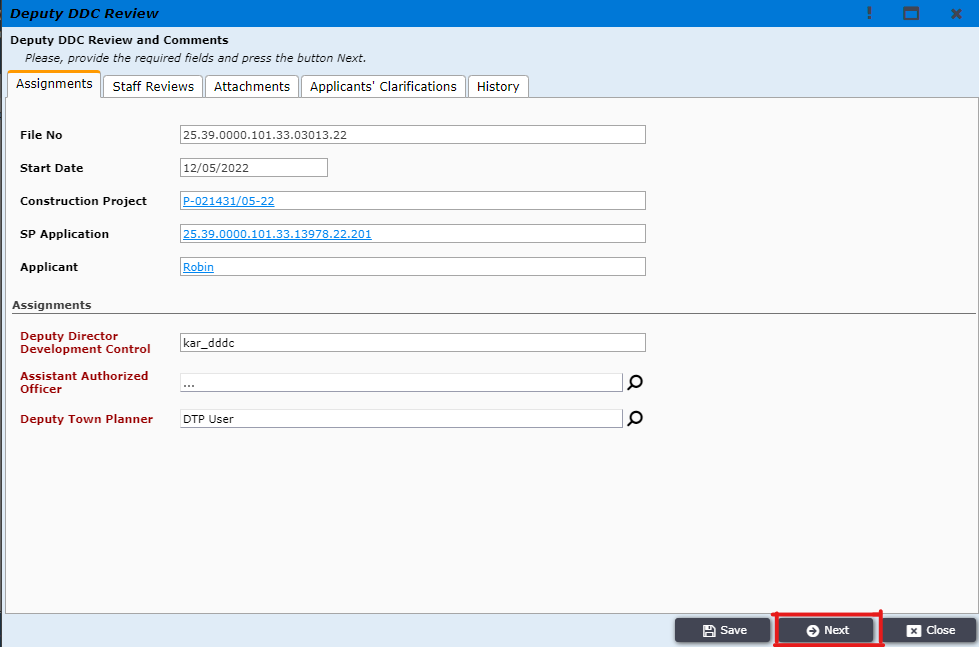 Deputy DDC Review
Deputy DDC Review and Comments
Please, provide the required fields and press the button Next.
Assignments Staff Reviews Attachments Applicants' Clarifications History
File No 25.39.0000.101.33.03013.22
Start Date 12/05/2022
Construction Project P-021431/05-22
SP Application 25.39.0000.101.33.13978.22.201
Applicant Robin
Assignments
Deputy Director
Development Control kar_dddc
Assistant Authorized
Officer ...
Deputy Town Planner DTP User
Save Next Close